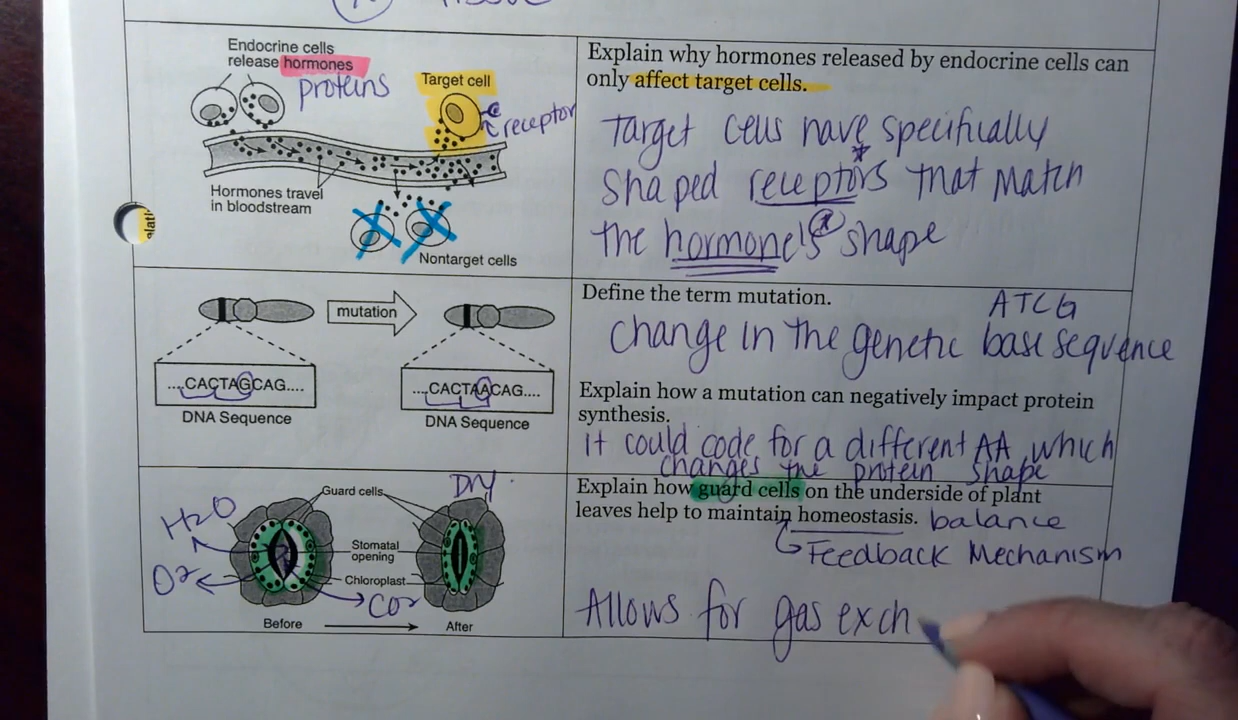 Endocrine cells
release hormones
proteins
Target cell
receptor
Hormones travel
in bloodstream
Nontarget cells
Explain why hormones released by endocrine cells can
only affect target cells.
Target cells have specifically
shaped receptors that match
the hormone's shape
mutation
....CACTAGCAG....
DNA Sequence
....CACTAACAG....
DNA Sequence
Define the term mutation.
ATCG
Change in the genetic base sequence
Explain how a mutation can negatively impact protein
synthesis.
It could code for a different AA, which
changes the protein shape
Guard cells
Dry
H2O
Stomatal
opening
O2
Chloroplast
CO2
Before
After
Explain how guard cells on the underside of plant
leaves help to maintain homeostasis. balance
Feedback Mechanism
Allows for gas exch